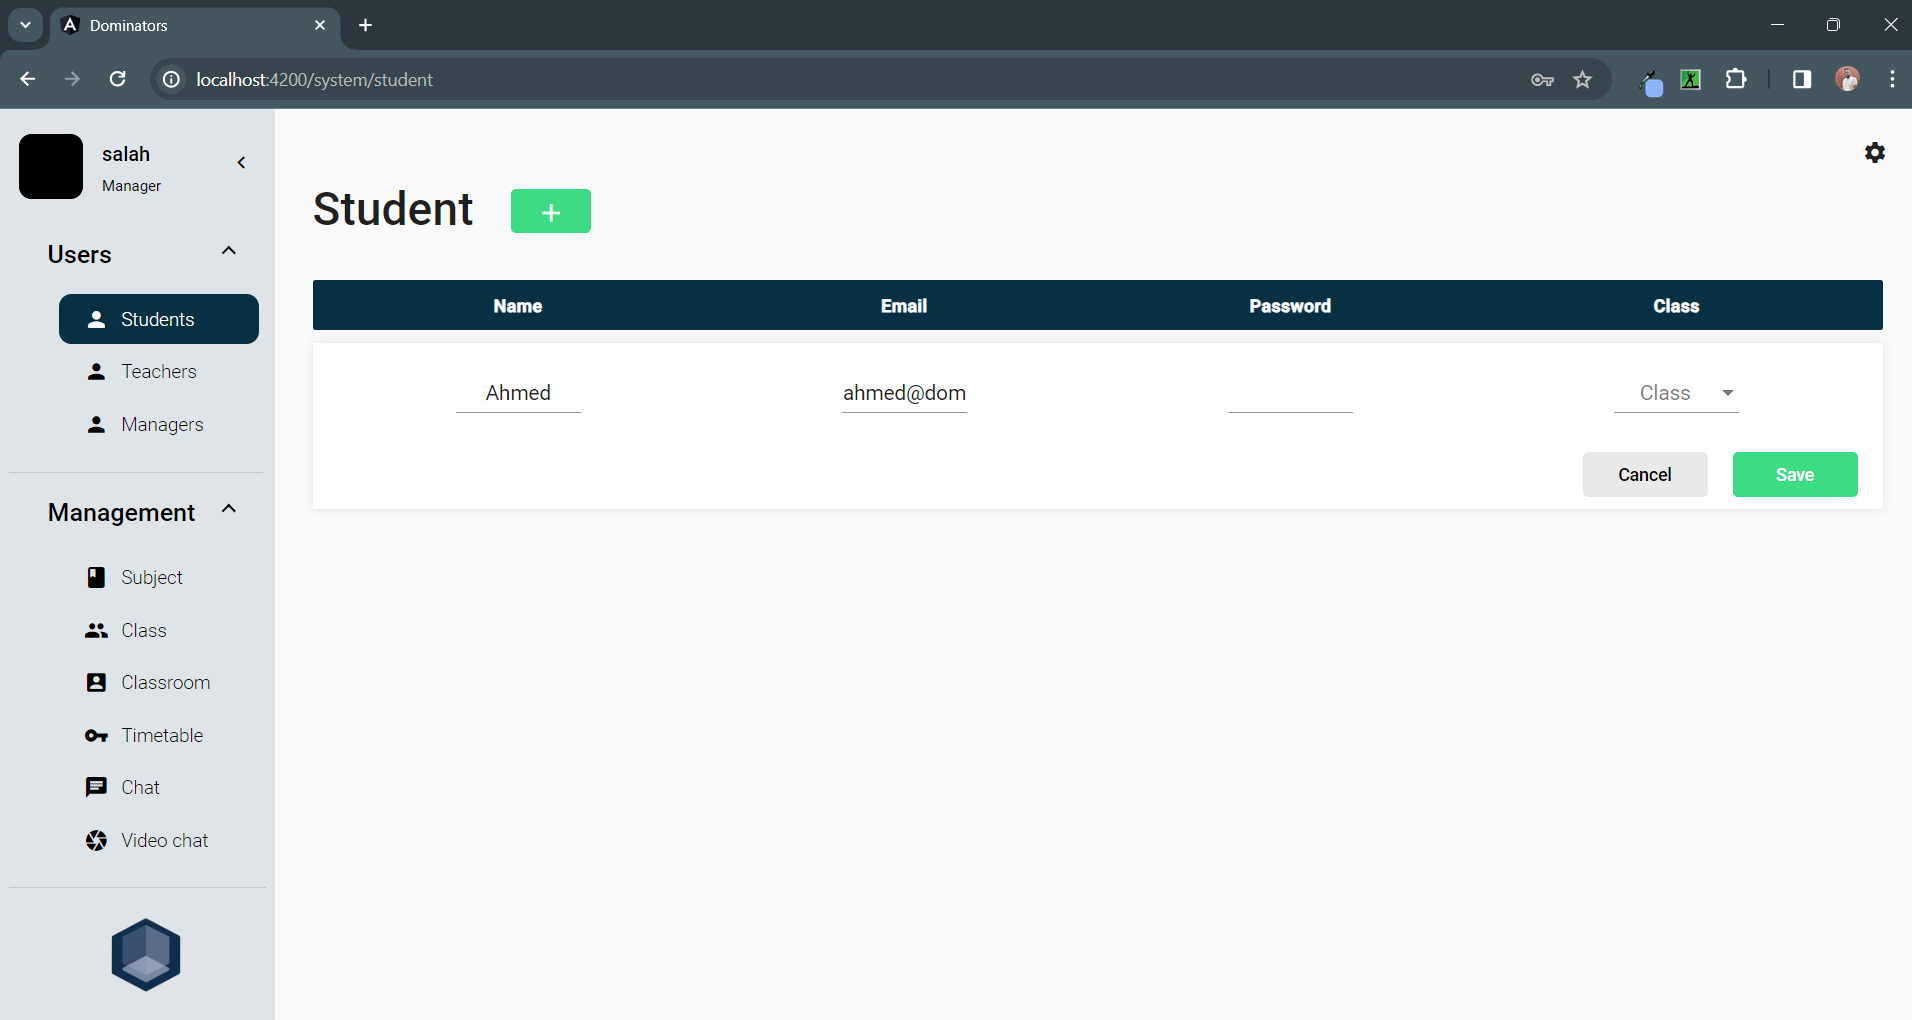 Dominators
localhost:4200/system/student
salah
Manager
Users
Students
Teachers
Managers
Management
Subject
Class
Classroom
Timetable
Chat
Video chat
Student +
Name Email Password Class
Ahmed ahmed@dom Class
Cancel Save